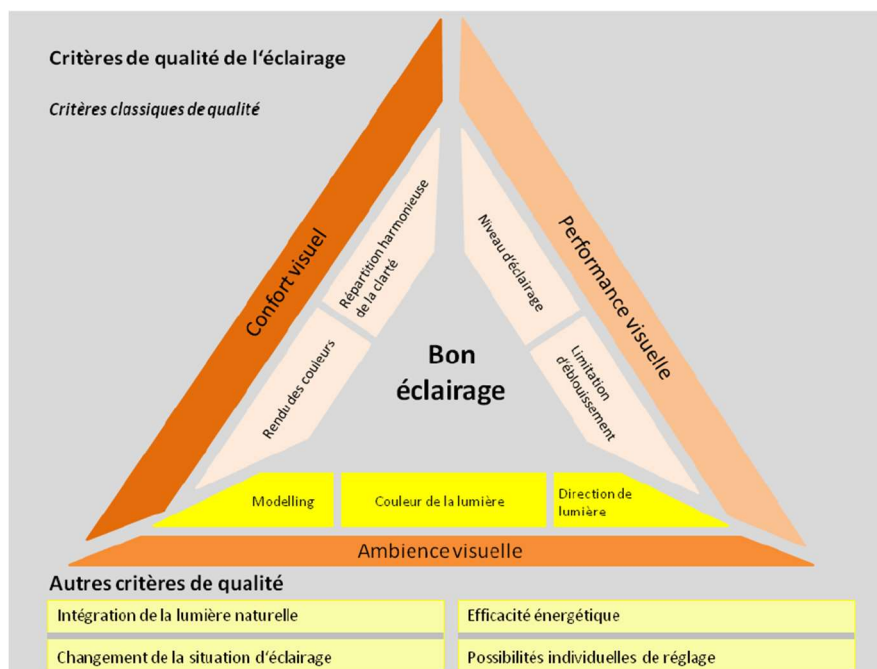 Critères de qualité de l‘éclairage
Critères classiques de qualité
Confort visuel
Répartition harmonieuse
de la clarté
Rendu des couleurs
Niveau d‘éclairage
Limitation
d‘éblouissement
Performance visuelle
Bon
éclairage
Modelling
Couleur de la lumière
Direction de
lumière
Ambience visuelle
Autres critères de qualité
Intégration de la lumière naturelle
Efficacité énergétique
Changement de la situation d‘éclairage
Possibilités individuelles de réglage